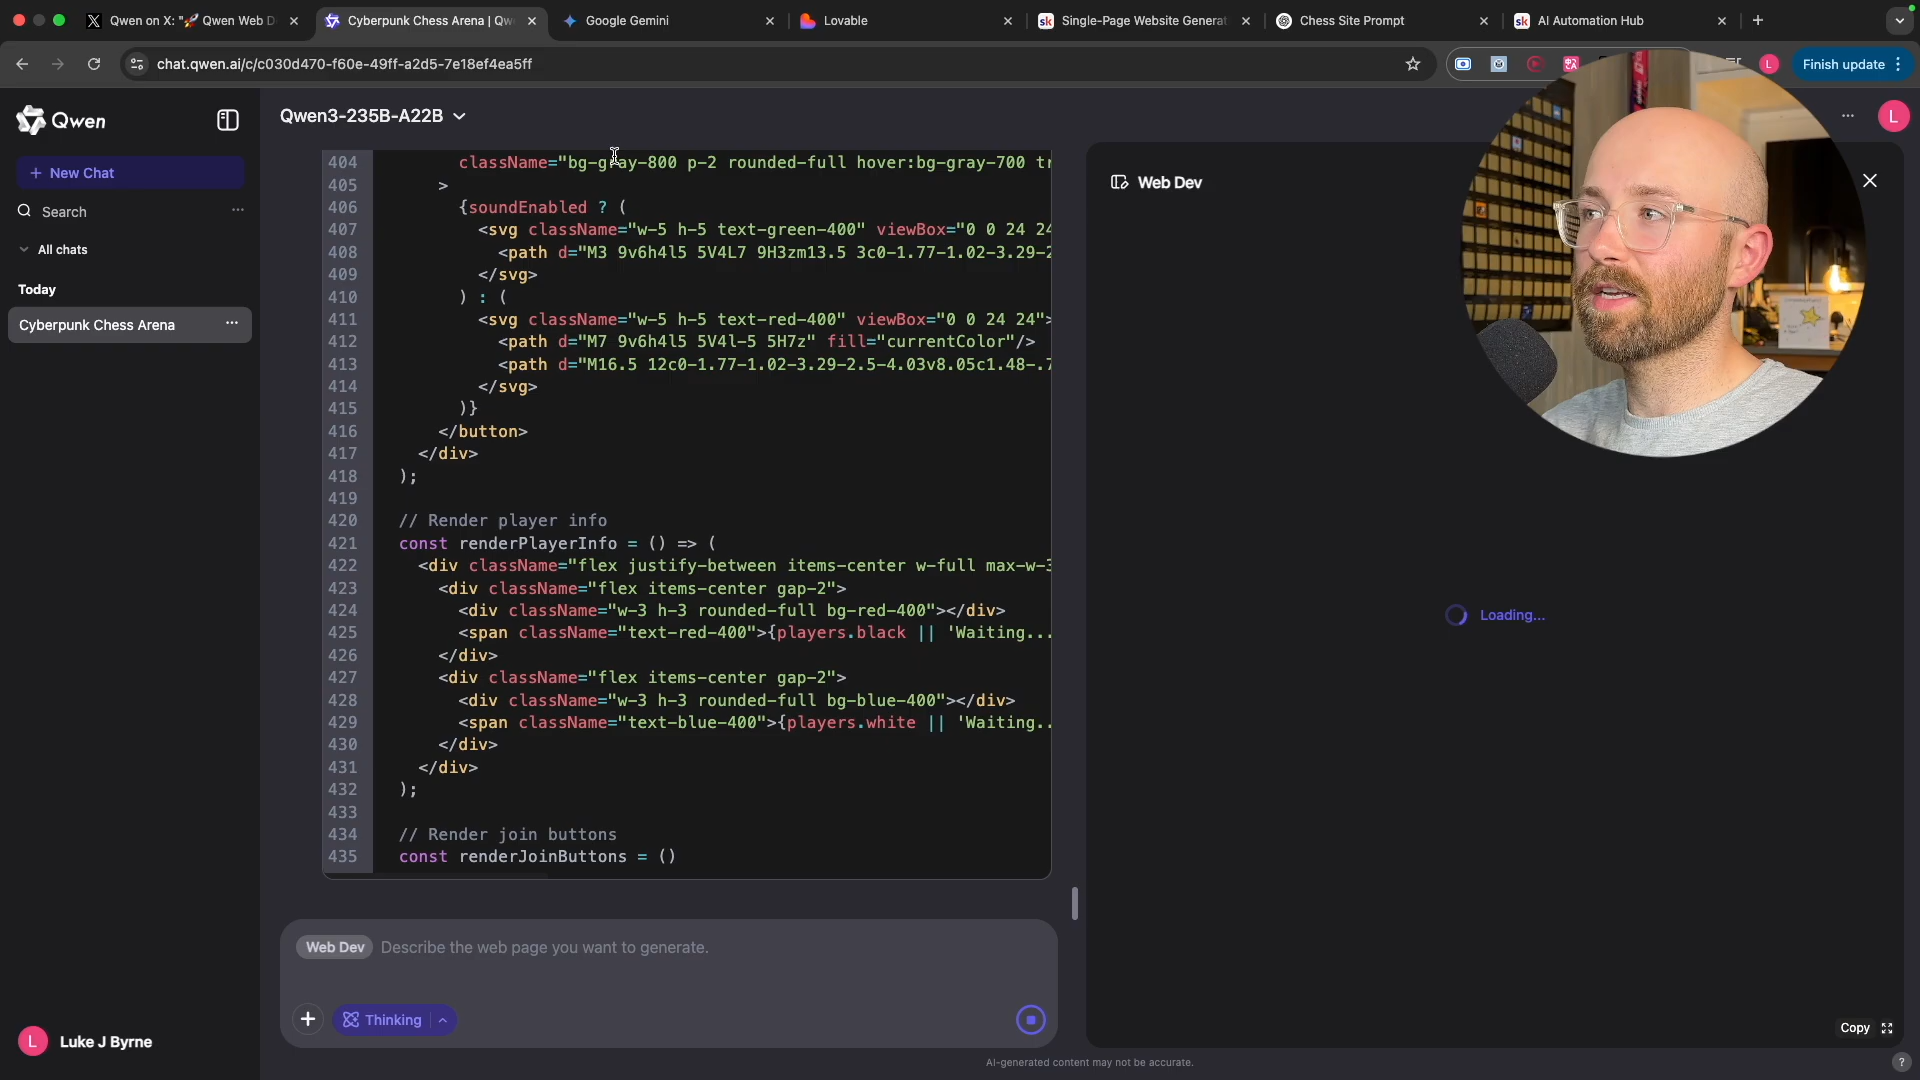 Qwen on X: "🚀 Qwen Web D
Cyberpunk Chess Arena | Qw
Google Gemini
Lovable
Single-Page Website Generat
Chess Site Prompt
AI Automation Hub
chat.qwen.ai/c/c030d470-f60e-49ff-a2d5-7e18ef4ea5ff
Finish update
Qwen
New Chat
Search
All chats
Today
Cyberpunk Chess Arena
L Luke J Byrne
Qwen3-235B-A22B
L
404 className="bg-gray-800 p-2 rounded-full hover:bg-gray-700 tr
405 >
406 {soundEnabled ? (
407 <svg className="w-5 h-5 text-green-400" viewBox="0 0 24 24
408 <path d="M3 9v6h4l5 5V4L7 9H3zm13.5 3c0-1.77-1.02-3.29-2
409 </svg>
410 ) : (
411 <svg className="w-5 h-5 text-red-400" viewBox="0 0 24 24">
412 <path d="M7 9v6h4l5 5V4l-5 5H7z" fill="currentColor"/>
413 <path d="M16.5 12c0-1.77-1.02-3.29-2.5-4.03v8.05c1.48-.7
414 </svg>
415 )}
416 </button>
417 </div>
418 );
419
420 // Render player info
421 const renderPlayerInfo = () => (
422 <div className="flex justify-between items-center w-full max-w-3
423 <div className="flex items-center gap-2">
424 <div className="w-3 h-3 rounded-full bg-red-400"></div>
425 <span className="text-red-400">{players.black || 'Waiting...
426 </div>
427 <div className="flex items-center gap-2">
428 <div className="w-3 h-3 rounded-full bg-blue-400"></div>
429 <span className="text-blue-400">{players.white || 'Waiting..
430 </div>
431 </div>
432 );
433
434 // Render join buttons
435 const renderJoinButtons = ()
Web Dev Describe the web page you want to generate.
Thinking
Web Dev
Loading...
Copy
AI-generated content may not be accurate.
?